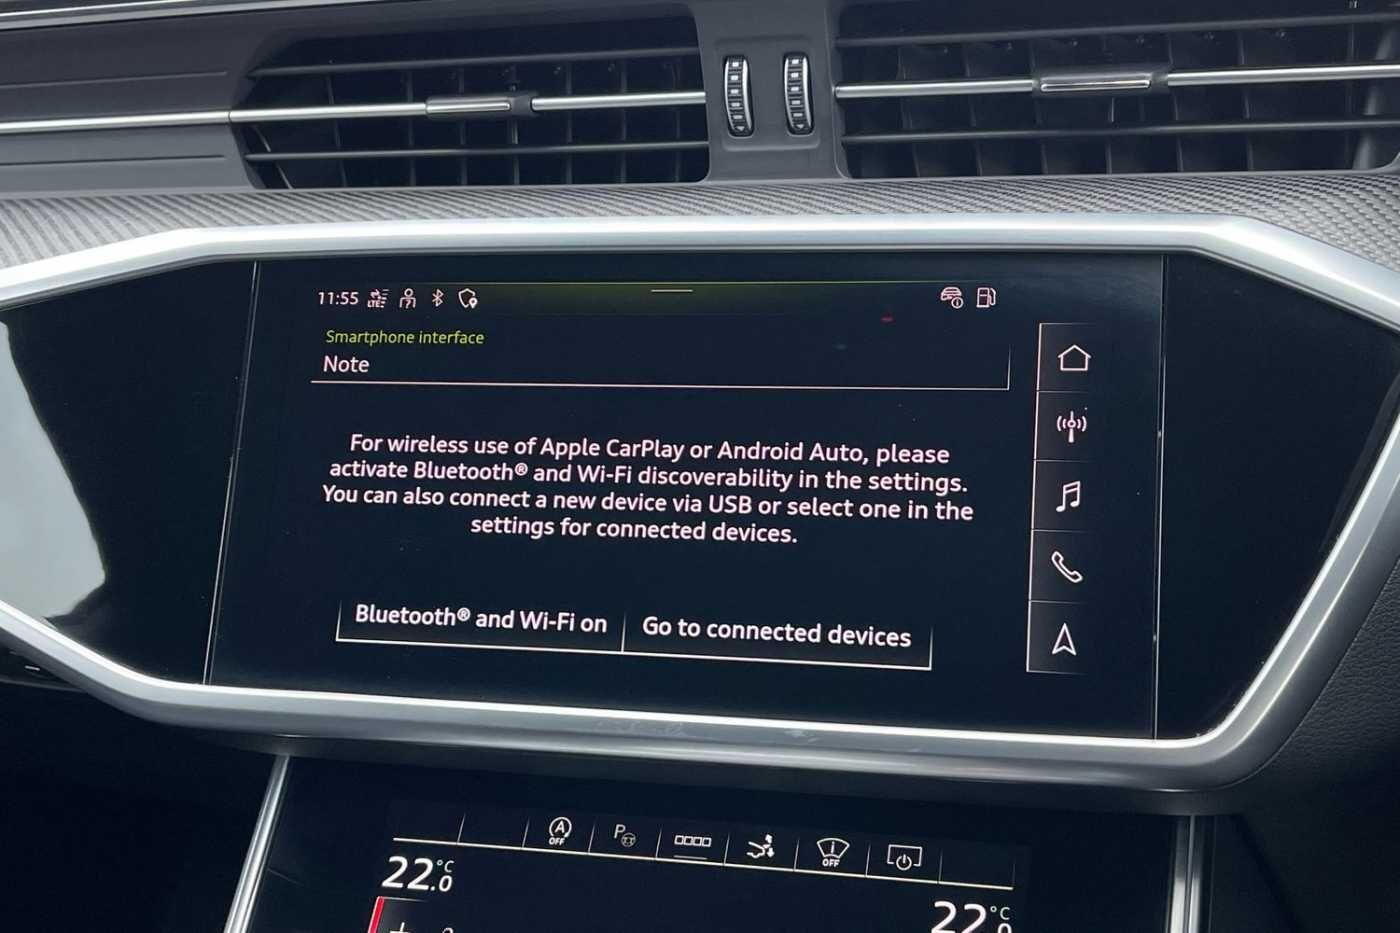 11:55 LTE
Smartphone interface
Note
For wireless use of Apple CarPlay or Android Auto, please
activate Bluetooth® and Wi-Fi discoverability in the settings.
You can also connect a new device via USB or select one in the
settings for connected devices.
Bluetooth® and Wi-Fi on
Go to connected devices
A OFF
P
OFF
22.0 °C
22.0 °C